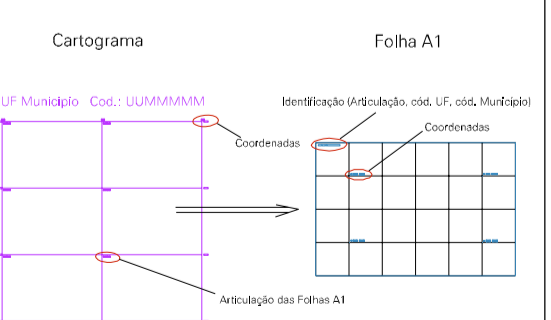 Cartograma
Folha A1
UF Município Cod.: UUMMMMM
Identificação (Articulação, cód. UF, cód. Município)
Coordenadas
Coordenadas
Articulação das Folhas A1